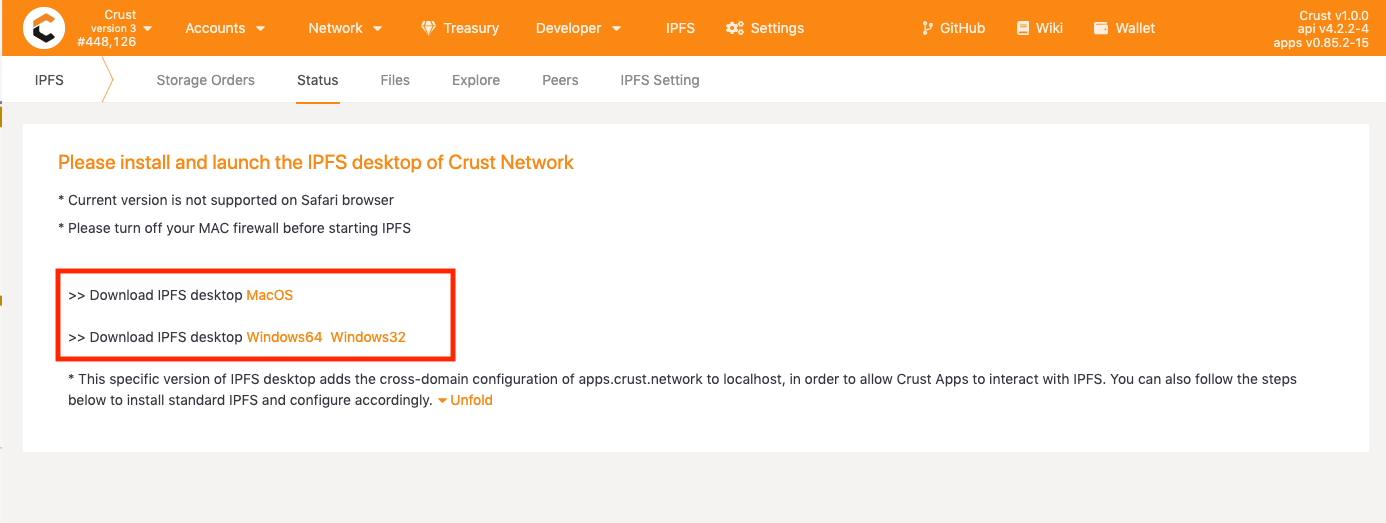 Crust
version 3
#448,126
Accounts
Network
Treasury
Developer
IPFS
Settings
GitHub
Wiki
Wallet
Crust v1.0.0
api v4.2.2-4
apps v0.85.2-15
IPFS
Storage Orders
Status
Files
Explore
Peers
IPFS Setting
Please install and launch the IPFS desktop of Crust Network
* Current version is not supported on Safari browser
* Please turn off your MAC firewall before starting IPFS
>> Download IPFS desktop MacOS
>> Download IPFS desktop Windows64 Windows32
* This specific version of IPFS desktop adds the cross-domain configuration of apps.crust.network to localhost, in order to allow Crust Apps to interact with IPFS. You can also follow the steps
below to install standard IPFS and configure accordingly. Unfold